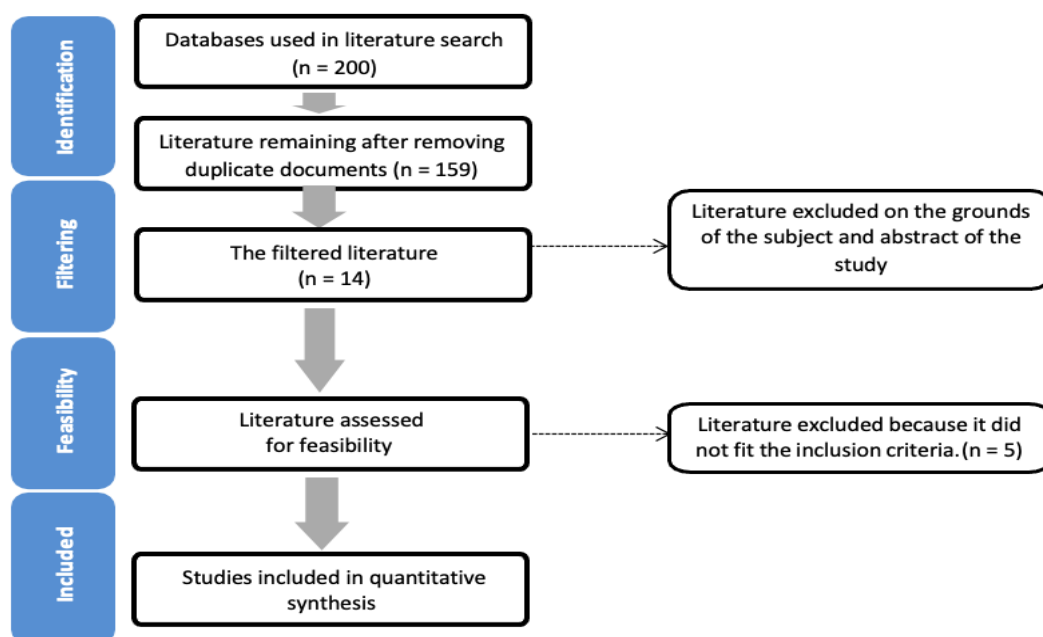 Identification
Databases used in literature search
(n = 200)
Literature remaining after removing
duplicate documents (n = 159)
Filtering
The filtered literature
(n = 14)
Literature excluded on the grounds
of the subject and abstract of the
study
Feasibility
Literature assessed
for feasibility
Literature excluded because it did
not fit the inclusion criteria.(n = 5)
Included
Studies included in quantitative
synthesis